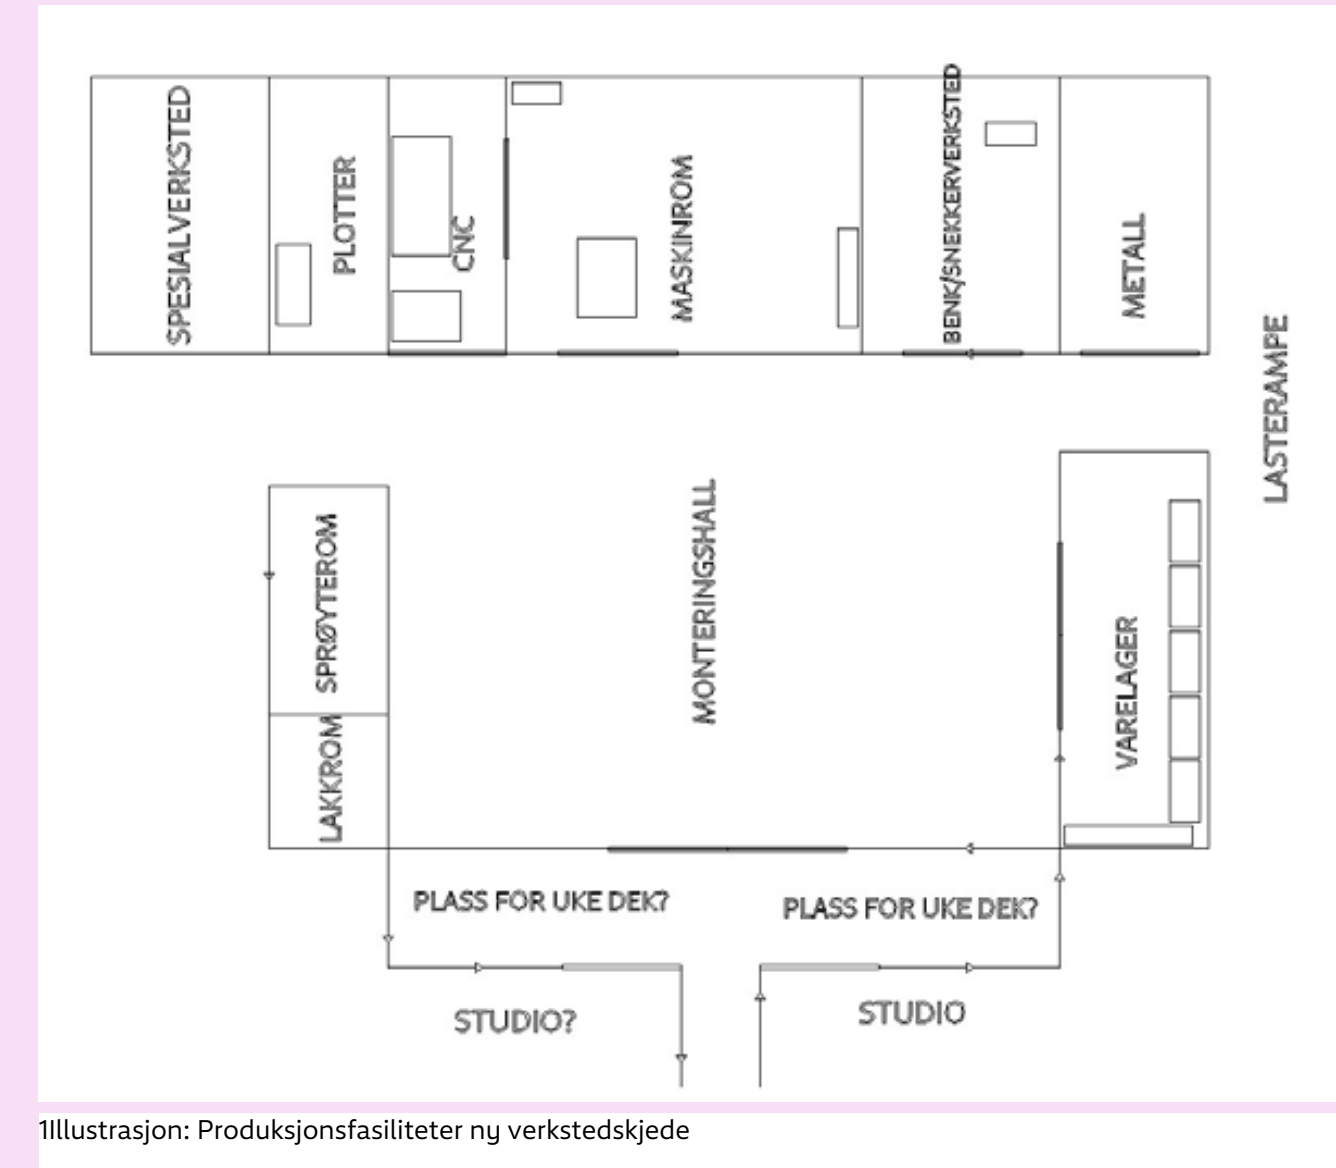 SPESIALVERKSTED
PLOTTER
CNC
MASKINROM
BENK/SNEKKERVERKSTED
METALL
LASTERAMPE
SPRØYTEROM
LAKKROM
MONTERINGSHALL
VARELAGER
PLASS FOR UKE DEK?
PLASS FOR UKE DEK?
STUDIO?
STUDIO
1Illustrasjon: Produksjonsfasiliteter ny verkstedskjede